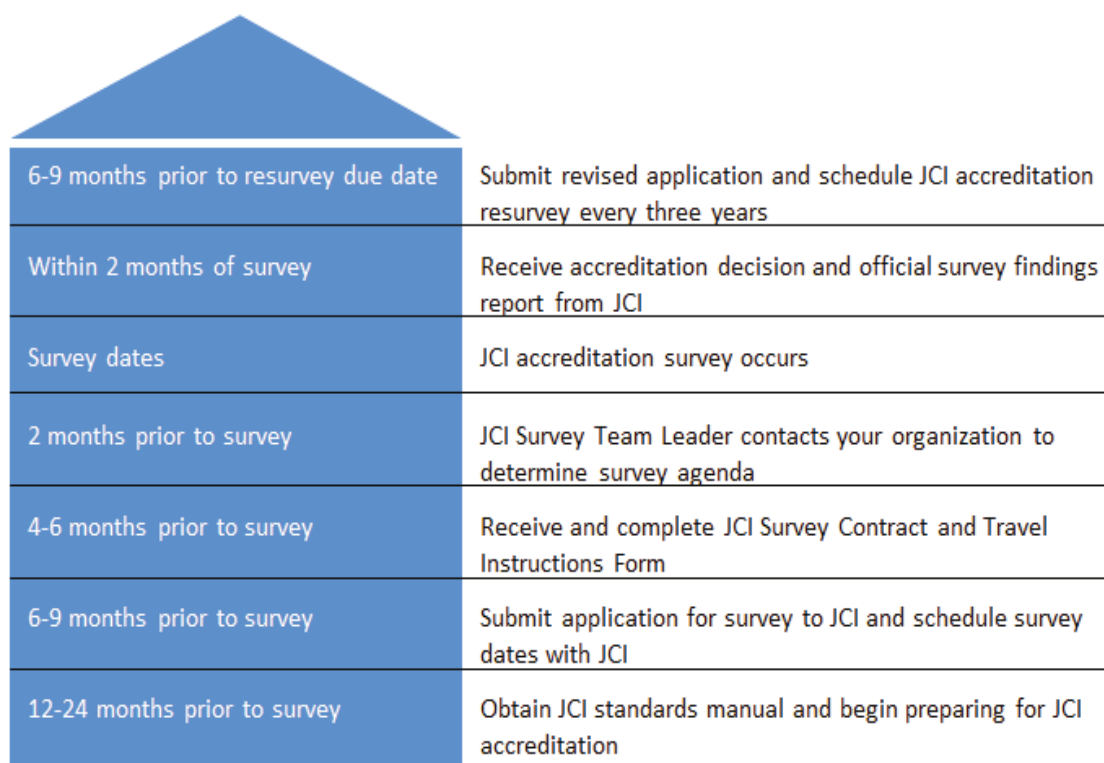 6-9 months prior to resurvey due date
Submit revised application and schedule JCI accreditation
resurvey every three years
Within 2 months of survey
Receive accreditation decision and official survey findings
report from JCI
Survey dates
JCI accreditation survey occurs
2 months prior to survey
JCI Survey Team Leader contacts your organization to
determine survey agenda
4-6 months prior to survey
Receive and complete JCI Survey Contract and Travel
Instructions Form
6-9 months prior to survey
Submit application for survey to JCI and schedule survey
dates with JCI
12-24 months prior to survey
Obtain JCI standards manual and begin preparing for JCI
accreditation